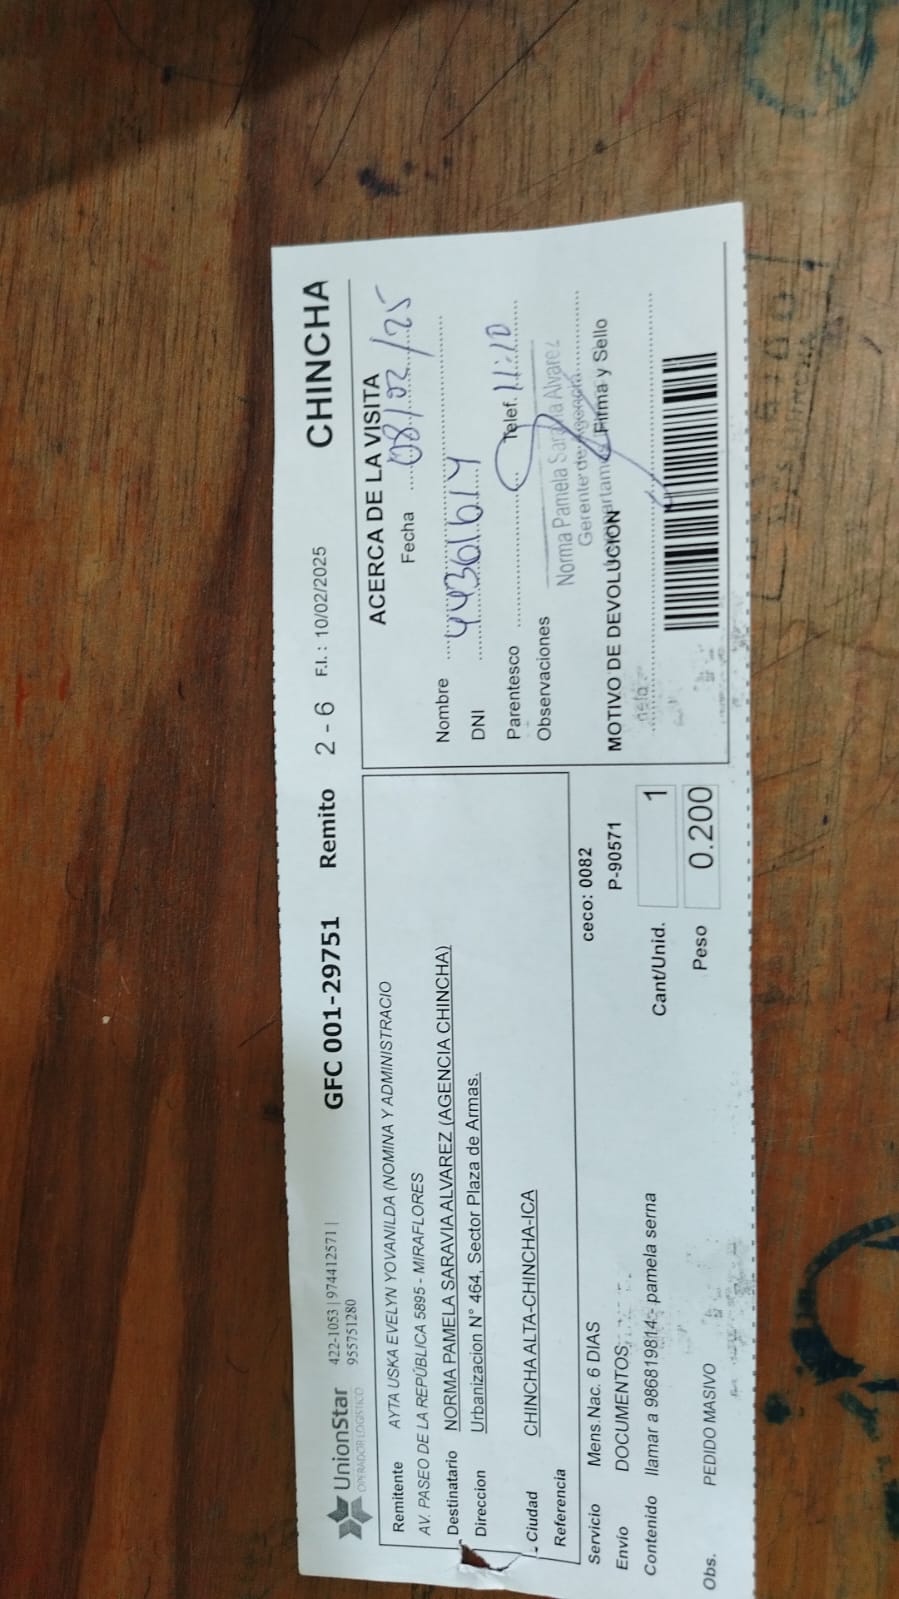 UnionStar
OPERADOR LOGISTICO
422-1053 | 974412571 |
955751280
GFC 001-29751 Remito 2 - 6 F.I. : 10/02/2025 CHINCHA
Remitente AYTA USKA EVELYN YOVANILDA (NOMINA Y ADMINISTRACIO
AV. PASEO DE LA REPÚBLICA 5895 - MIRAFLORES
Destinatario NORMA PAMELA SARAVIA ALVAREZ (AGENCIA CHINCHA)
Direccion Urbanizacion N° 464, Sector Plaza de Armas.
Ciudad CHINCHA ALTA-CHINCHA-ICA
Referencia
Servicio Mens.Nac. 6 DIAS ceco: 0082
Envio DOCUMENTOS P-90571
Contenido llamar a 986819814 - pamela serna
Cant/Unid. 1
Obs. PEDIDO MASIVO
Peso 0.200
ACERCA DE LA VISITA
Fecha 08/02/25
Nombre
DNI 44361614
Parentesco Telef. 11:10
Observaciones
Norma Pamela Saravia Alvarez
Gerente de
MOTIVO DE DEVOLUCION Firma y Sello